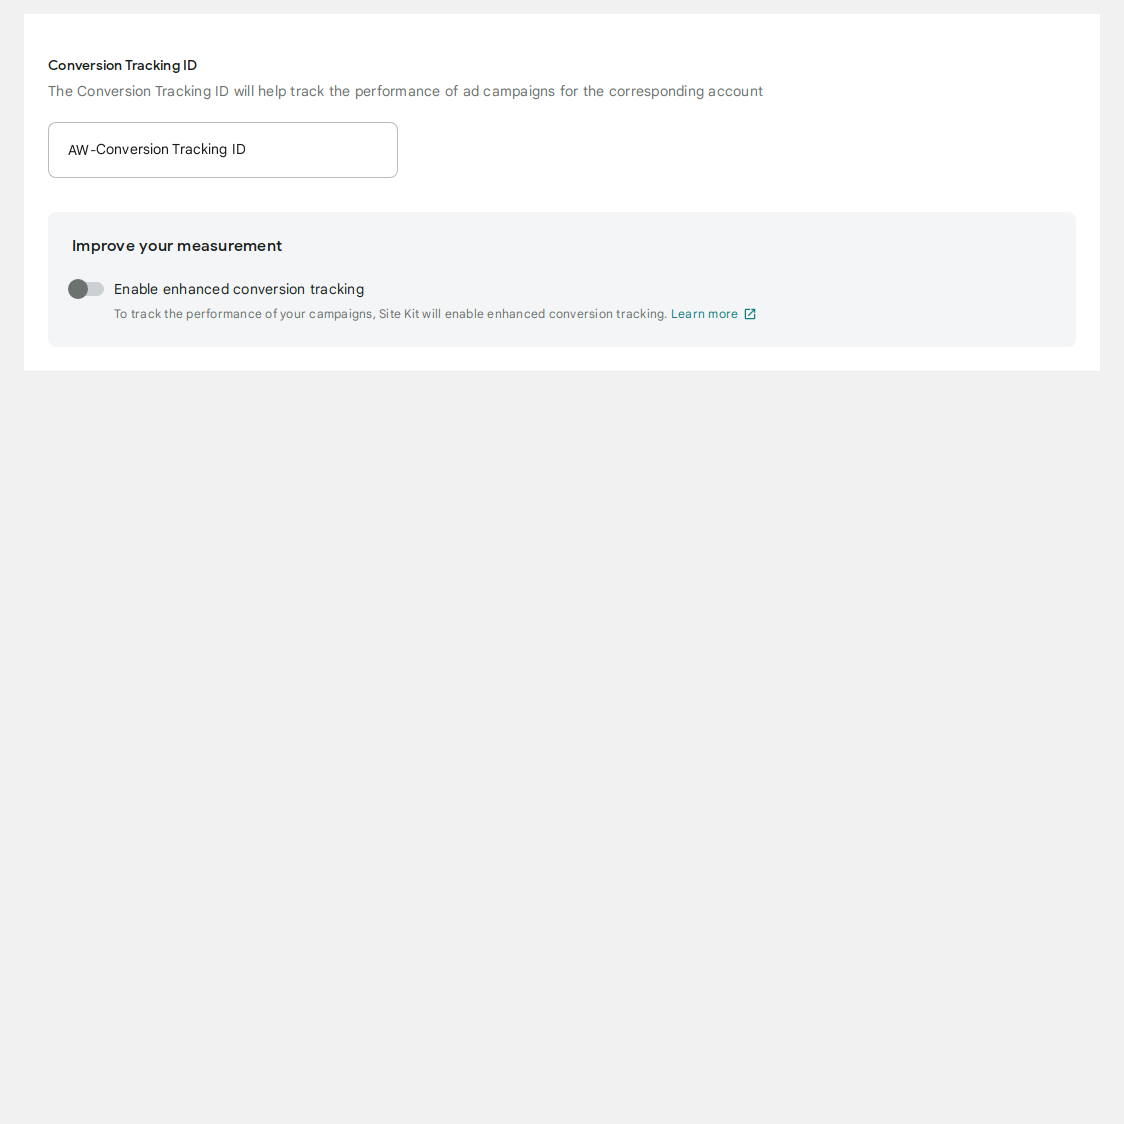 Conversion Tracking ID
The Conversion Tracking ID will help track the performance of ad campaigns for the corresponding account
AW-Conversion Tracking ID
Improve your measurement
Enable enhanced conversion tracking
To track the performance of your campaigns, Site Kit will enable enhanced conversion tracking. Learn more